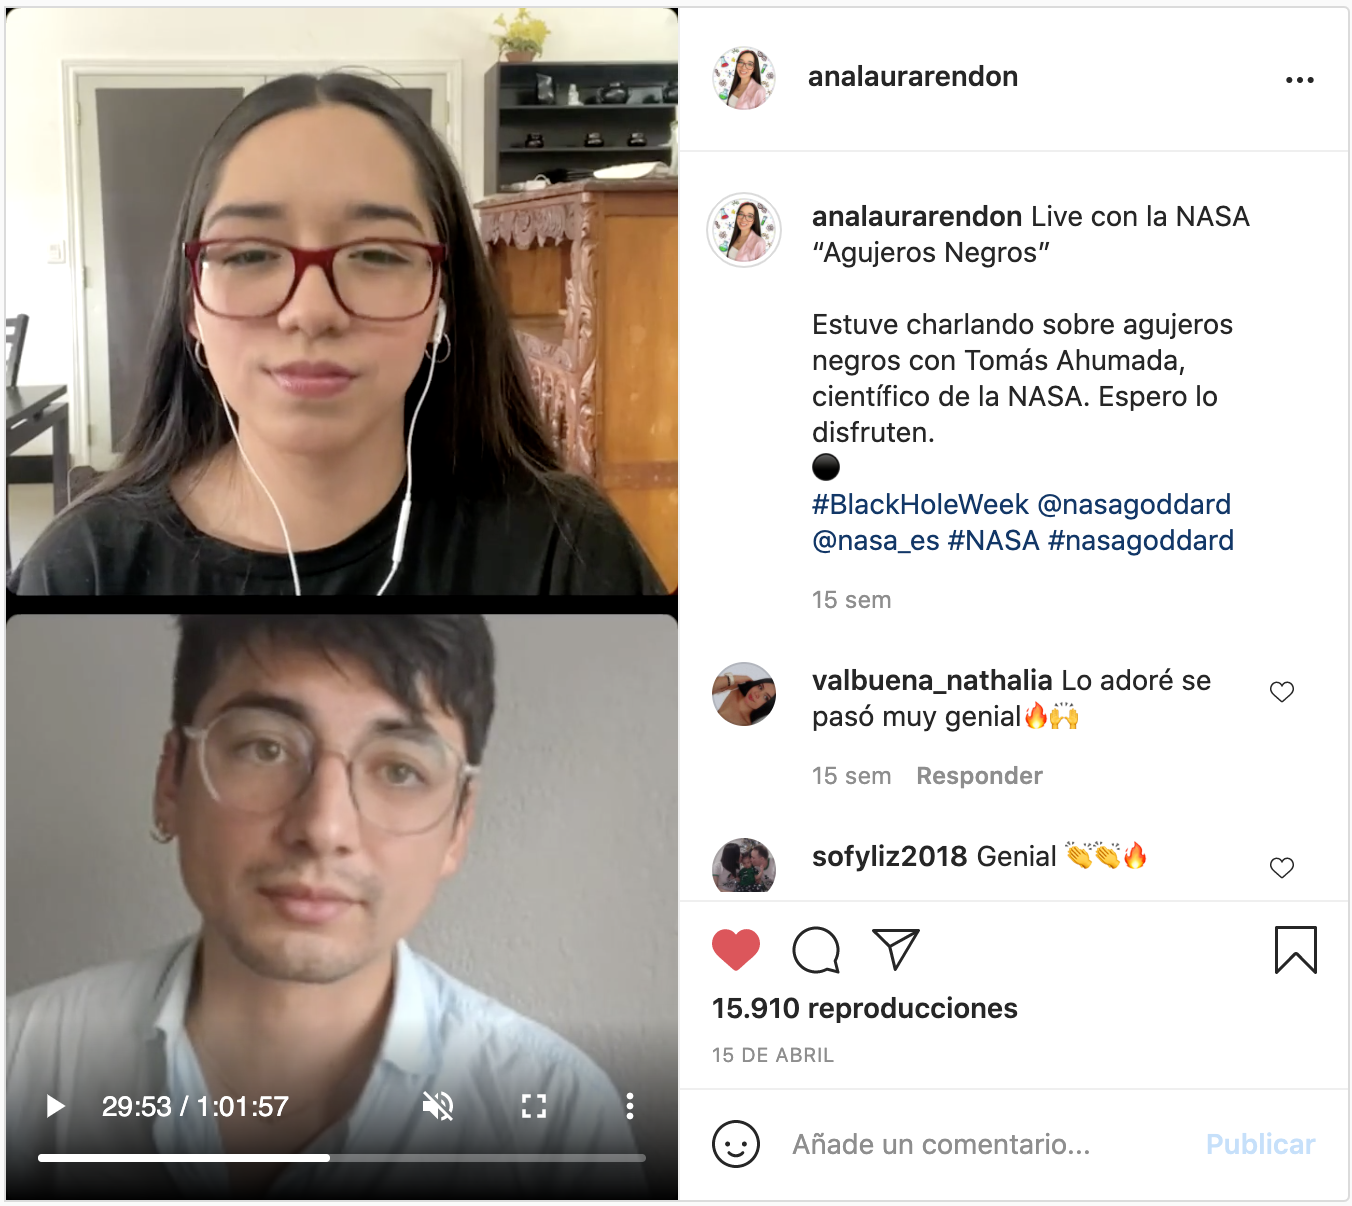 analaurarendon
analaurarendon Live con la NASA
“Agujeros Negros”
Estuve charlando sobre agujeros
negros con Tomás Ahumada,
científico de la NASA. Espero lo
disfruten.
#BlackHoleWeek @nasagoddard
@nasa_es #NASA #nasagoddard
15 sem
valbuena_nathalia Lo adoré se
pasó muy genial🔥🙌
15 sem Responder
sofyliz2018 Genial 👏👏🔥
15.910 reproducciones
15 DE ABRIL
Añade un comentario... Publicar
29:53 / 1:01:57